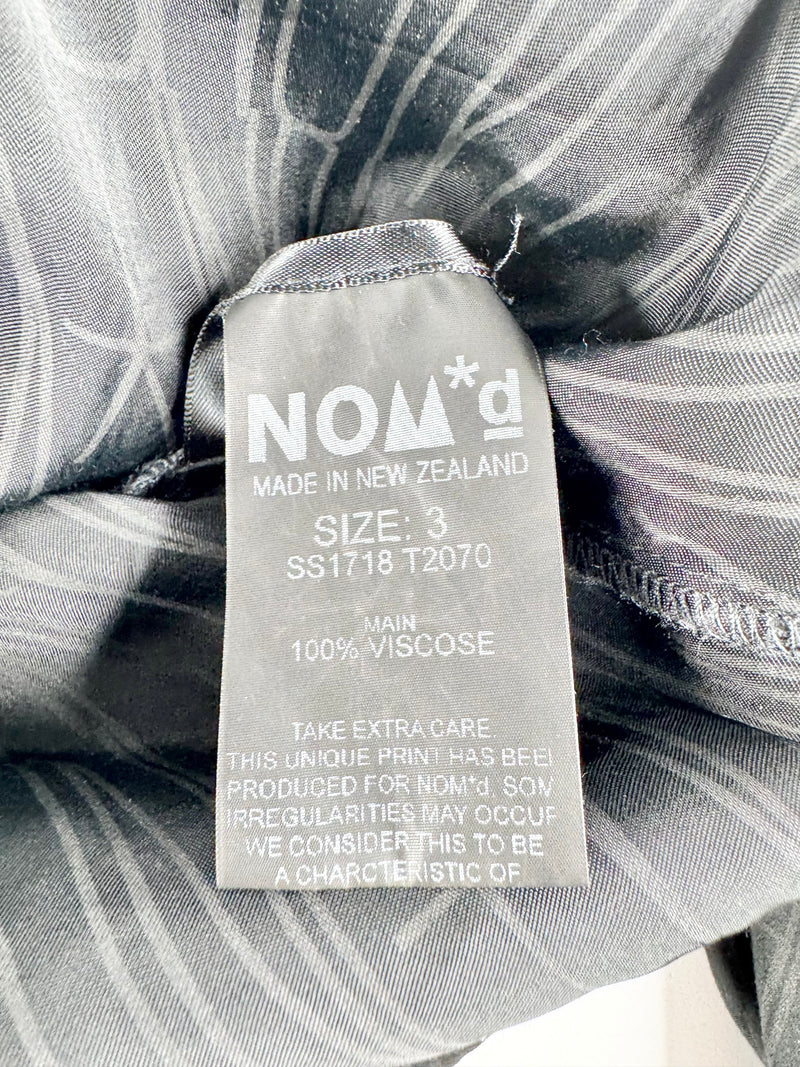 NOM*d
MADE IN NEW ZEALAND
SIZE: 3
SS1718 T2070
MAIN
100% VISCOSE
TAKE EXTRA CARE.
THIS UNIQUE PRINT HAS BEE
PRODUCED FOR NOM*d. SOM
IRREGULARITIES MAY OCCUR
WE CONSIDER THIS TO BE
A CHARCTERISTIC OF